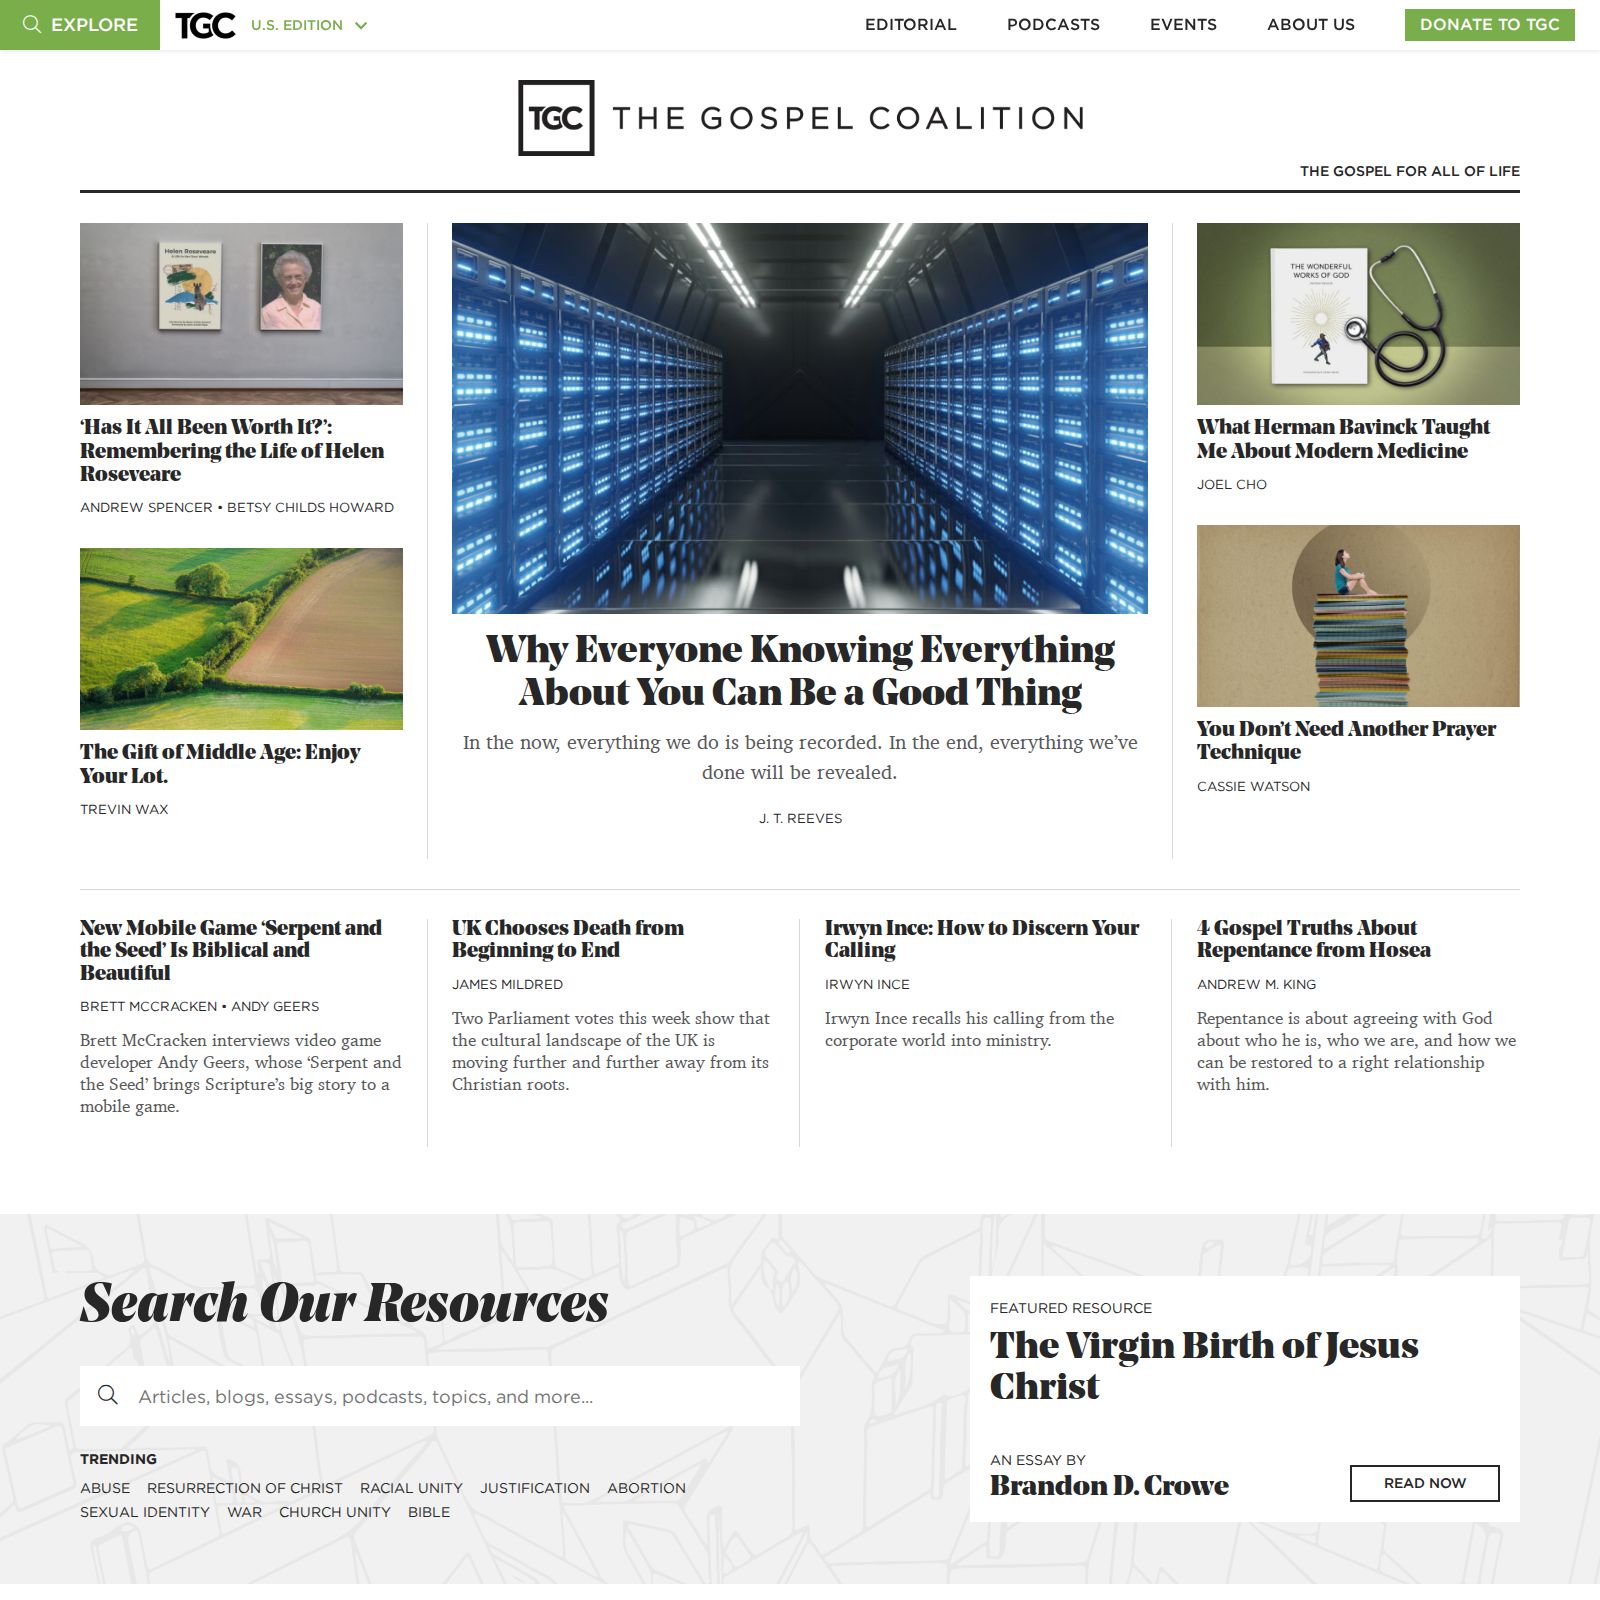 EXPLORE
TGC
U.S. EDITION
EDITORIAL
PODCASTS
EVENTS
ABOUT US
DONATE TO TGC
TGC THE GOSPEL COALITION
THE GOSPEL FOR ALL OF LIFE
Helen Roseveare
‘Has It All Been Worth It?’:
Remembering the Life of Helen
Roseveare
ANDREW SPENCER • BETSY CHILDS HOWARD
The Gift of Middle Age: Enjoy
Your Lot.
TREVIN WAX
Why Everyone Knowing Everything
About You Can Be a Good Thing
In the now, everything we do is being recorded. In the end, everything we’ve
done will be revealed.
J. T. REEVES
THE WONDERFUL
WORKS OF GOD
What Herman Bavinck Taught
Me About Modern Medicine
JOEL CHO
You Don’t Need Another Prayer
Technique
CASSIE WATSON
New Mobile Game ‘Serpent and
the Seed’ Is Biblical and
Beautiful
BRETT MCCRACKEN • ANDY GEERS
Brett McCracken interviews video game
developer Andy Geers, whose ‘Serpent and
the Seed’ brings Scripture’s big story to a
mobile game.
UK Chooses Death from
Beginning to End
JAMES MILDRED
Two Parliament votes this week show that
the cultural landscape of the UK is
moving further and further away from its
Christian roots.
Irwyn Ince: How to Discern Your
Calling
IRWYN INCE
Irwyn Ince recalls his calling from the
corporate world into ministry.
4 Gospel Truths About
Repentance from Hosea
ANDREW M. KING
Repentance is about agreeing with God
about who he is, who we are, and how we
can be restored to a right relationship
with him.
Search Our Resources
Articles, blogs, essays, podcasts, topics, and more...
TRENDING
ABUSE RESURRECTION OF CHRIST RACIAL UNITY JUSTIFICATION ABORTION
SEXUAL IDENTITY WAR CHURCH UNITY BIBLE
FEATURED RESOURCE
The Virgin Birth of Jesus
Christ
AN ESSAY BY
Brandon D. Crowe
READ NOW